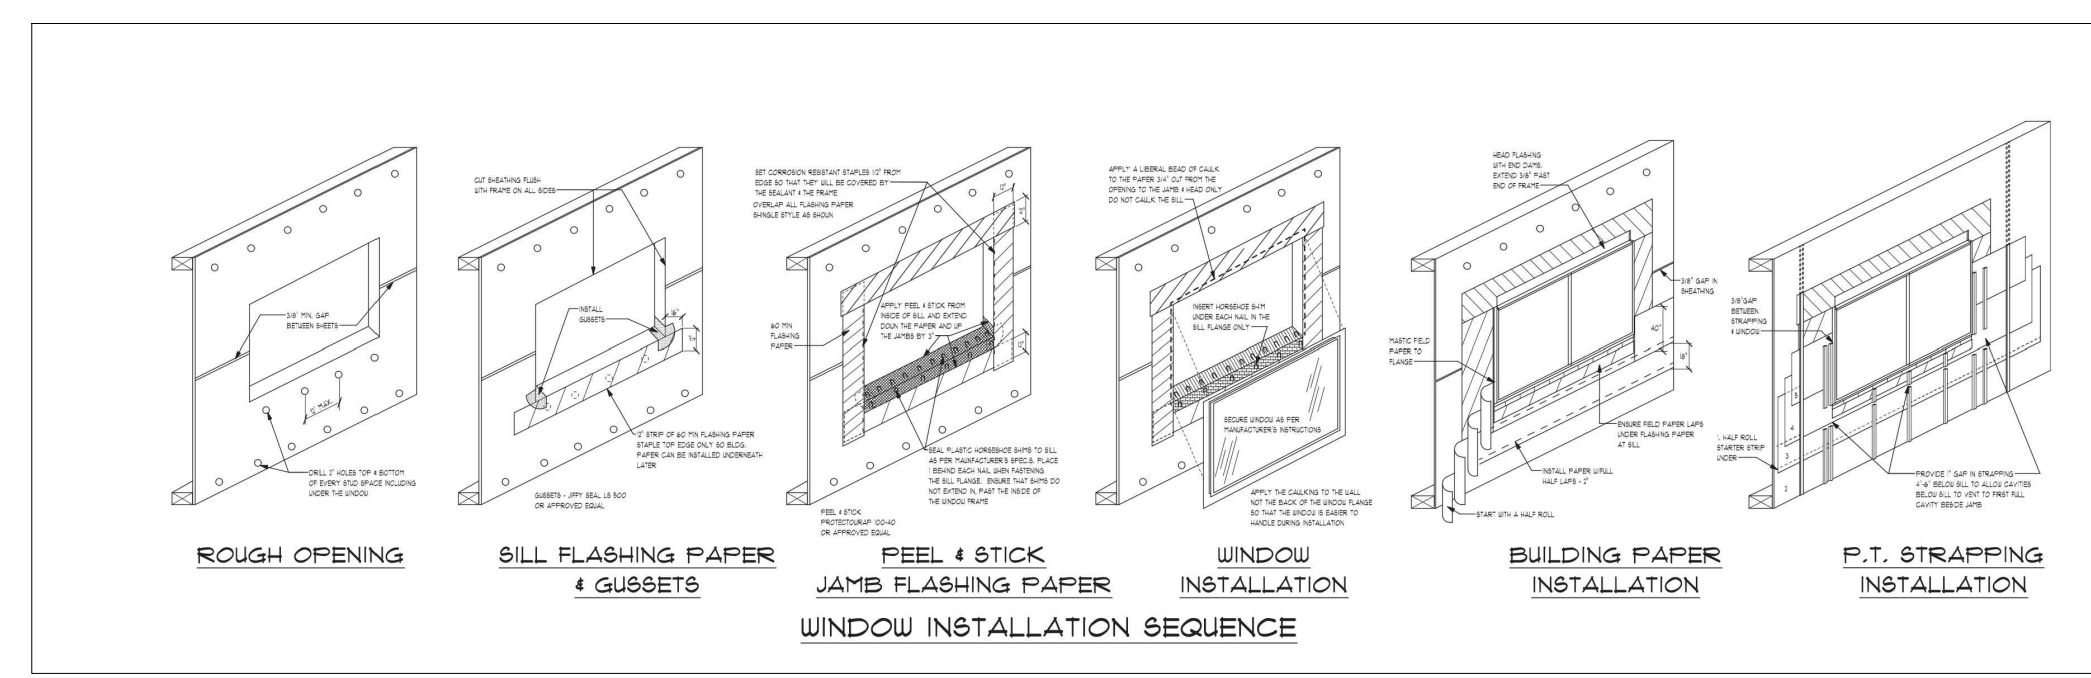 3/8" MIN. GAP
BETWEEN SHEETS
12" MAX.
DRILL 2" HOLES TOP & BOTTOM
OF EVERY STUD SPACE INCLUDING
UNDER THE WINDOW
ROUGH OPENING
CUT SHEATHING FLUSH
WITH FRAME ON ALL SIDES
INSTALL
GUSSETS
16"
12"
12" STRIP OF 60 MIN FLASHING PAPER
STAPLE TOP EDGE ONLY SO BLDG.
PAPER CAN BE INSTALLED UNDERNEATH
LATER
GUSSETS - JIFFY SEAL LS 500
OR APPROVED EQUAL
SILL FLASHING PAPER
& GUSSETS
SET CORROSION RESISTANT STAPLES 1/2" FROM
EDGE SO THAT THEY WILL BE COVERED BY
THE SEALANT & THE FRAME
OVERLAP ALL FLASHING PAPER
SHINGLE STYLE AS SHOWN
12"
12"
APPLY PEEL & STICK FROM
INSIDE OF SILL AND EXTEND
DOWN THE PAPER AND UP
THE JAMBS BY 3"
60 MIN
FLASHING
PAPER
12"
SEAL PLASTIC HORSESHOE SHIMS TO SILL
AS PER MAUNFACTURER'S SPEC.S. PLACE
1 BEHIND EACH NAIL WHEN FASTENING
THE SILL FLANGE. ENSURE THAT SHIMS DO
NOT EXTEND IN, PAST THE INSIDE OF
THE WINDOW FRAME
PEEL & STICK
PROTECTOWRAP 100-40
OR APPROVED EQUAL
PEEL & STICK
JAMB FLASHING PAPER
APPLY A LIBERAL BEAD OF CAULK
TO THE PAPER 3/4" OUT FROM THE
OPENING TO THE JAMB & HEAD ONLY
DO NOT CAULK THE SILL
INSERT HORSEHOE SHIM
UNDER EACH NAIL IN THE
SILL FLANGE ONLY
SECURE WINDOW AS PER
MANUFACTURER'S INSTRUCTIONS
APPLY THE CAULKING TO THE WALL
NOT THE BACK OF THE WINDOW FLANGE
SO THAT THE WINDOW IS EASIER TO
HANDLE DURING INSTALLATION
WINDOW
INSTALLATION
HEAD FLASHING
WITH END DAMS.
EXTEND 3/8" PAST
END OF FRAME
3/8" GAP IN
SHEATHING
40"
18"
MASTIC FIELD
PAPER TO
FLANGE
ENSURE FIELD PAPER LAPS
UNDER FLASHING PAPER
AT SILL
INSTALL PAPER W/FULL
HALF LAPS + 2"
START WITH A HALF ROLL
BUILDING PAPER
INSTALLATION
3/8"GAP
BETWEEN
STRAPPING
& WINDOW
5
4
3
2
1. HALF ROLL
STARTER STRIP
UNDER
PROVIDE 1" GAP IN STRAPPING
4"-6" BELOW SILL TO ALLOW CAVITIES
BELOW SILL TO VENT TO FIRST FULL
CAVITY BESIDE JAMB
P.T. STRAPPING
INSTALLATION
WINDOW INSTALLATION SEQUENCE